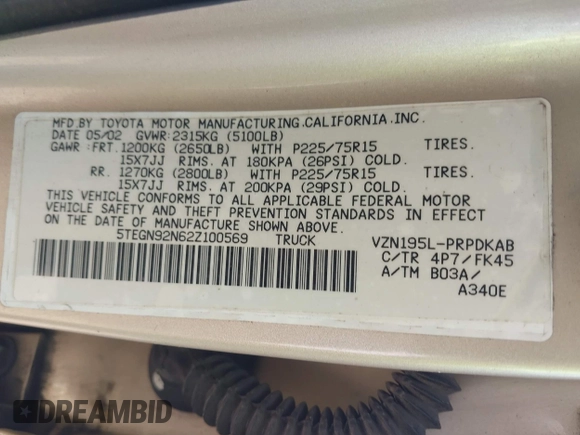 MFD BY TOYOTA MOTOR MANUFACTURING.CALIFORNIA.INC.
DATE 05/02 GVWR:2315KG (5100LB)
GAWR:FRT.1200KG (2650LB) WITH P225/75R15 TIRES.
15X7JJ RIMS. AT 180KPA (26PSI) COLD.
RR. 1270KG (2800LB) WITH P225/75R15 TIRES.
15X7JJ RIMS. AT 200KPA (29PSI) COLD.
THIS VEHICLE CONFORMS TO ALL APPLICABLE FEDERAL MOTOR
VEHICLE SAFETY AND THEFT PREVENTION STANDARDS IN EFFECT
ON THE DATE OF MANUFACTURE SHOWN ABOVE.
5TEGN92N62Z100569 TRUCK VZN195L-PRPDKAB
C/TR 4P7/FK45
A/TM B03A/
A340E
DREAMBID